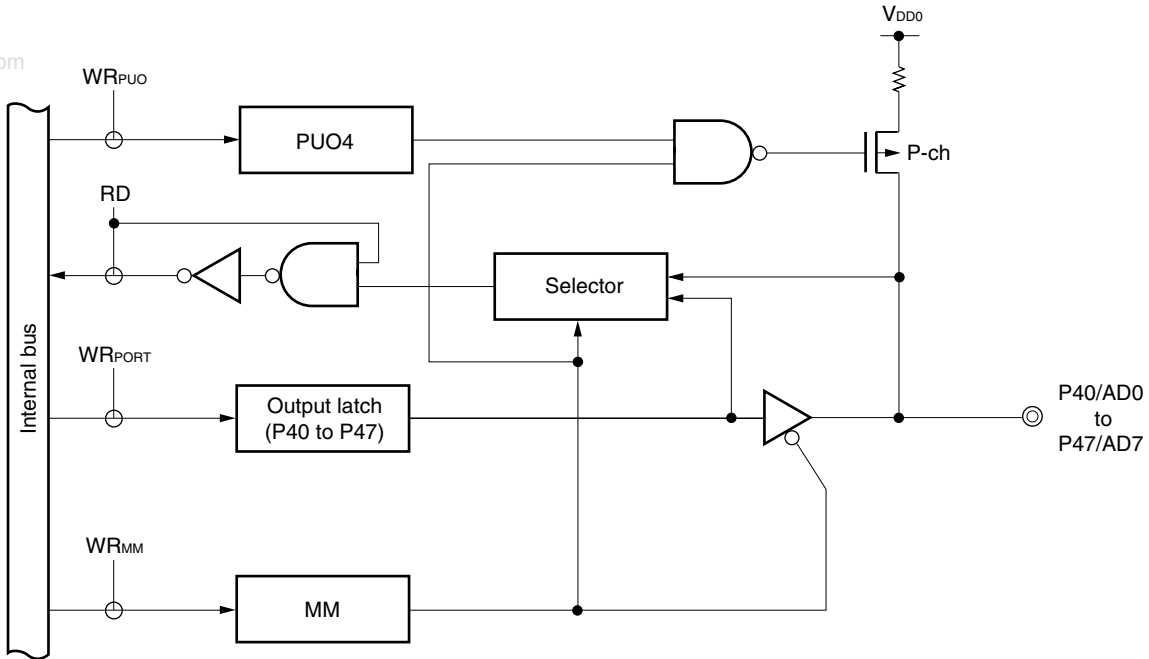 VDD0
om
WRPUO
PUO4
P-ch
RD
Selector
Internal bus
WRPORT
Output latch
(P40 to P47)
P40/AD0
to
P47/AD7
WRMM
MM